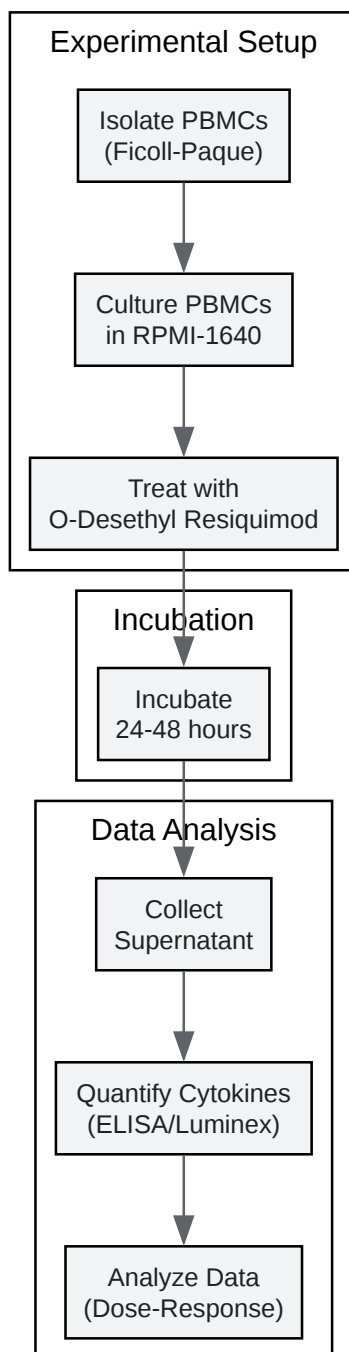 Experimental Setup
Isolate PBMCs
(Ficoll-Paque)
Culture PBMCs
in RPMI-1640
Treat with
O-Desethyl Resiquimod
Incubation
Incubate
24-48 hours
Data Analysis
Collect
Supernatant
Quantify Cytokines
(ELISA/Luminex)
Analyze Data
(Dose-Response)